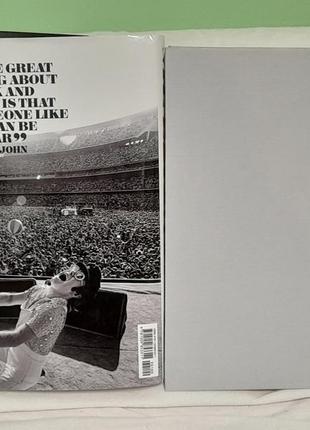 E GREAT
G ABOUT
K AND
IS THAT
EONE LIKE
AN BE
AR”
JOHN